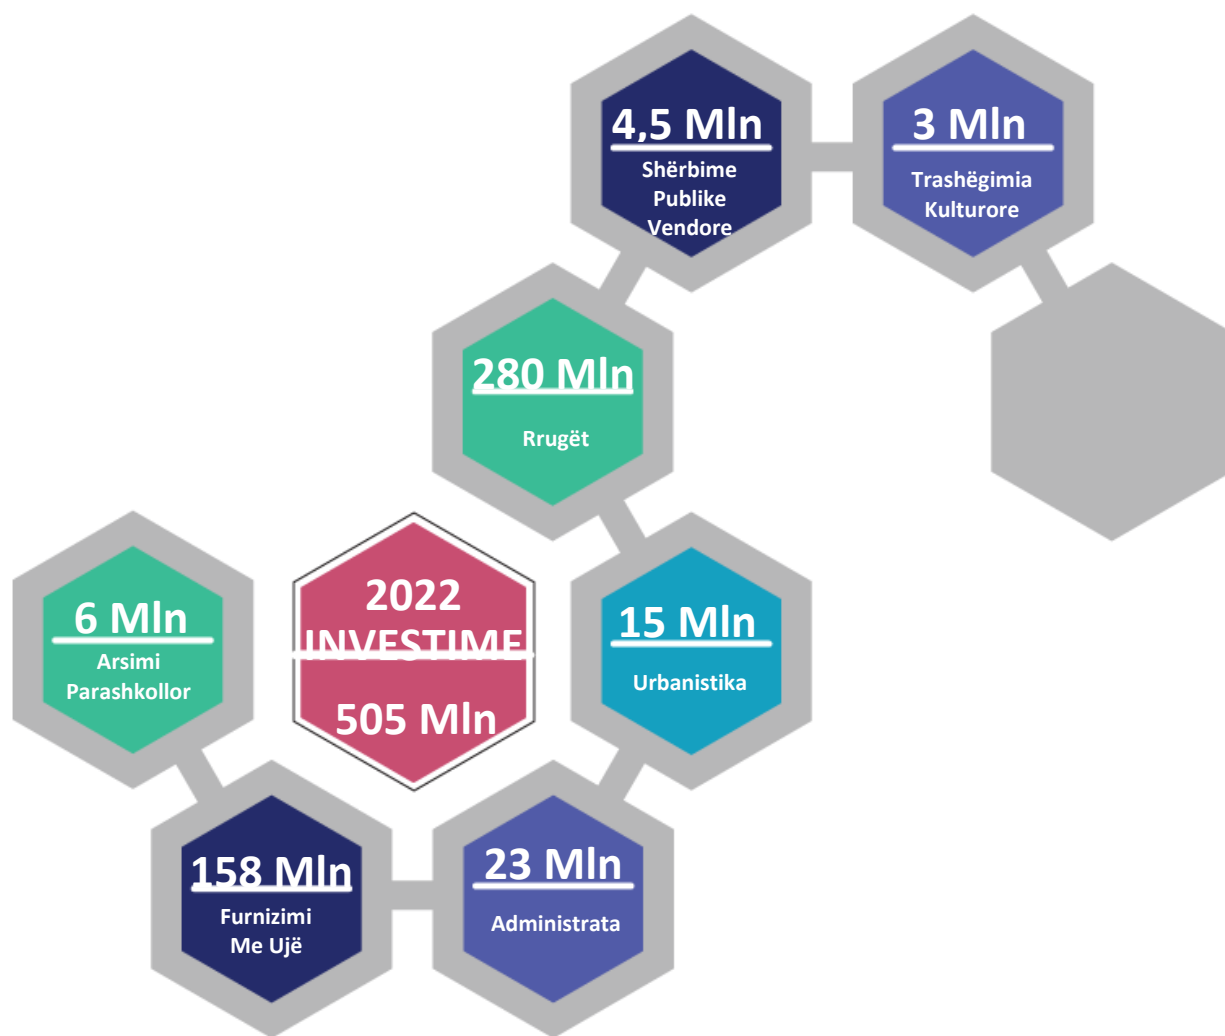 4,5 Mln
Shërbime
Publike
Vendore
3 Mln
Trashëgimia
Kulturore
280 Mln
Rrugët
6 Mln
Arsimi
Parashkollor
2022
INVESTIME
505 Mln
15 Mln
Urbanistika
158 Mln
Furnizimi
Me Ujë
23 Mln
Administrata